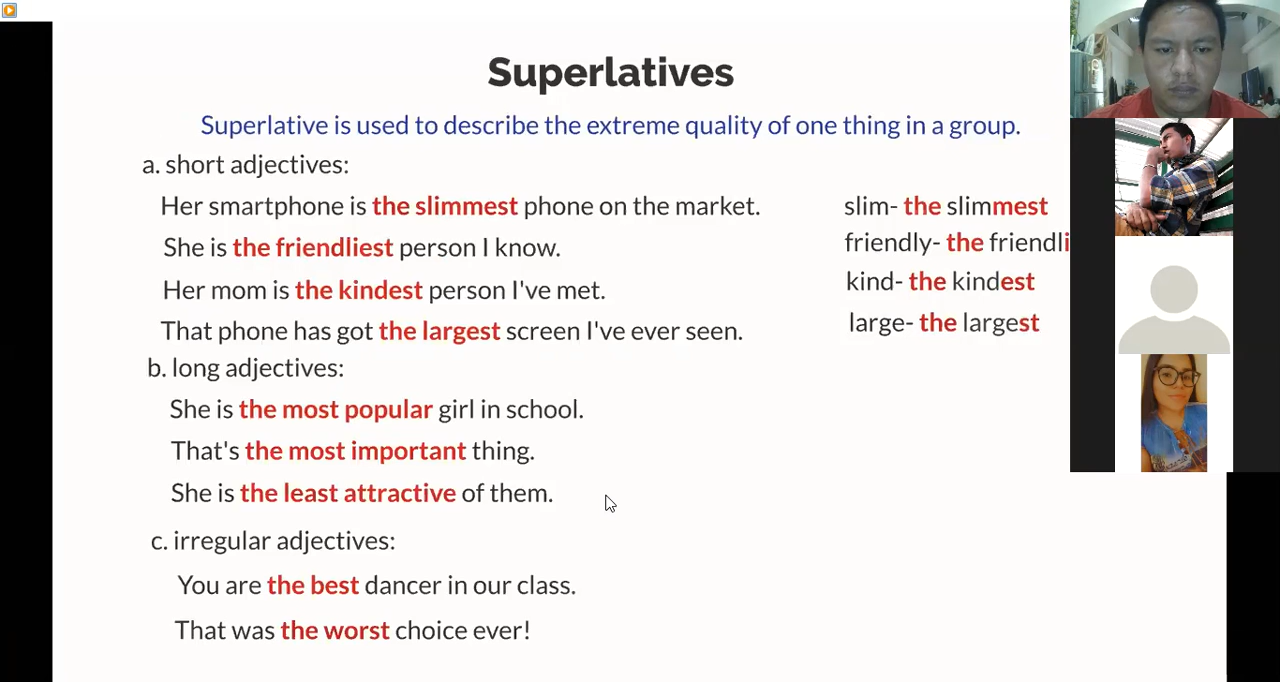 Superlatives
Superlative is used to describe the extreme quality of one thing in a group.
a. short adjectives:
Her smartphone is the slimmest phone on the market.
slim- the slimmest
She is the friendliest person I know.
friendly- the friendli
Her mom is the kindest person I've met.
kind- the kindest
That phone has got the largest screen I've ever seen.
large- the largest
b. long adjectives:
She is the most popular girl in school.
That's the most important thing.
She is the least attractive of them.
c. irregular adjectives:
You are the best dancer in our class.
That was the worst choice ever!